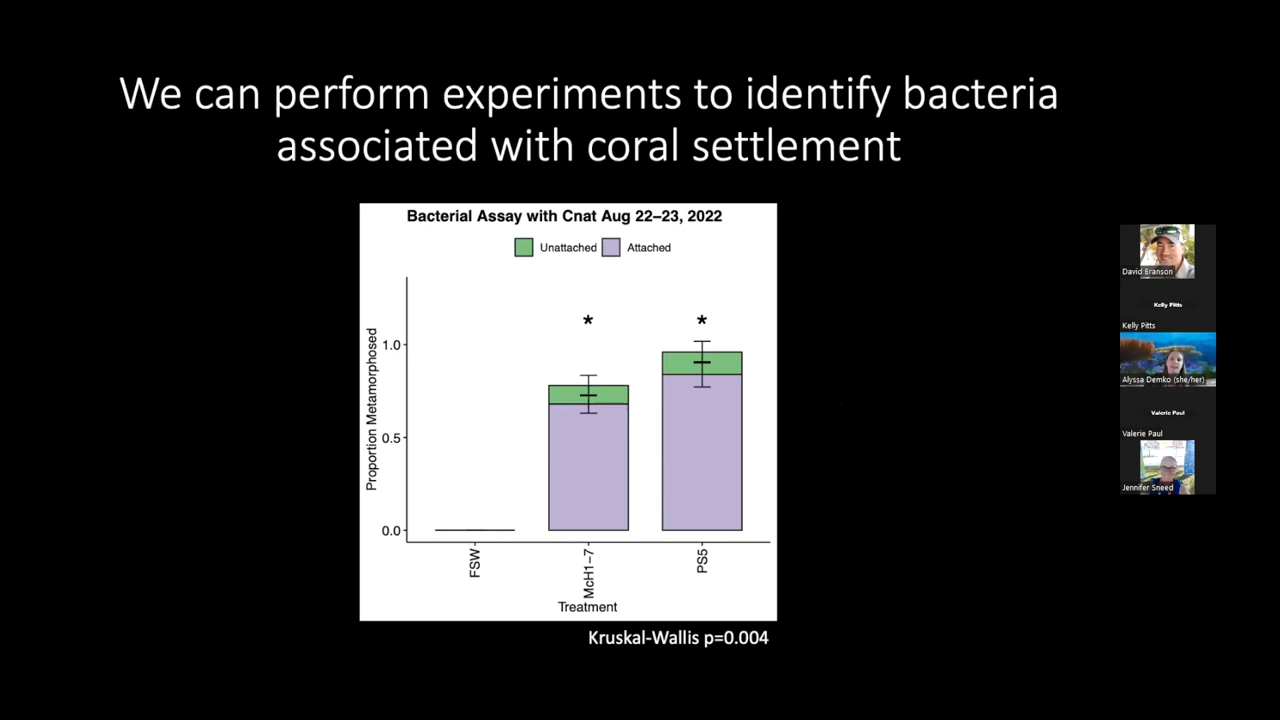 We can perform experiments to identify bacteria
associated with coral settlement
Bacterial Assay with Cnat Aug 22–23, 2022
Unattached Attached
*
*
Proportion Metamorphosed
1.0
0.5
0.0
FSW
McH1–7
PS5
Treatment
Kruskal-Wallis p=0.004
David Branson
Kelly Pitts
Kelly Pitts
Alyssa Demko (she/her)
Valerie Paul
Valerie Paul
Jennifer Sneed